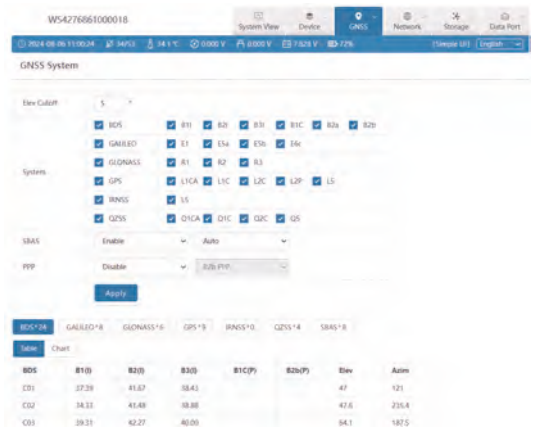 WS4276861000018
System View Device GNSS Network Storage Data Port
2024-08-06 11:00:24 34/53 34.1°C 0.000 V 0.000 V 7.828 V 72% [Simple UI] English
GNSS System
Elev Cutoff 5 °
BDS B1I B2I B3I B1C B2a B2b
GALILEO E1 E5a E5b E6c
GLONASS R1 R2 R3
System
GPS L1CA L1C L2C L2P L5
IRNSS L5
QZSS Q1CA Q1C Q2C Q5
SBAS Enable Auto
PPP Disable B2b PPP
Apply
BDS*24 GALILEO*8 GLONASS*6 GPS*9 IRNSS*0 QZSS*4 SBAS*8
Table Chart
BDS B1(I) B2(I) B3(I) B1C(P) B2b(P) Elev Azim
C01 37.39 41.67 38.43 47 121
C02 34.33 41.48 38.88 47.6 235.4
C03 39.31 42.27 40.00 64.1 187.5